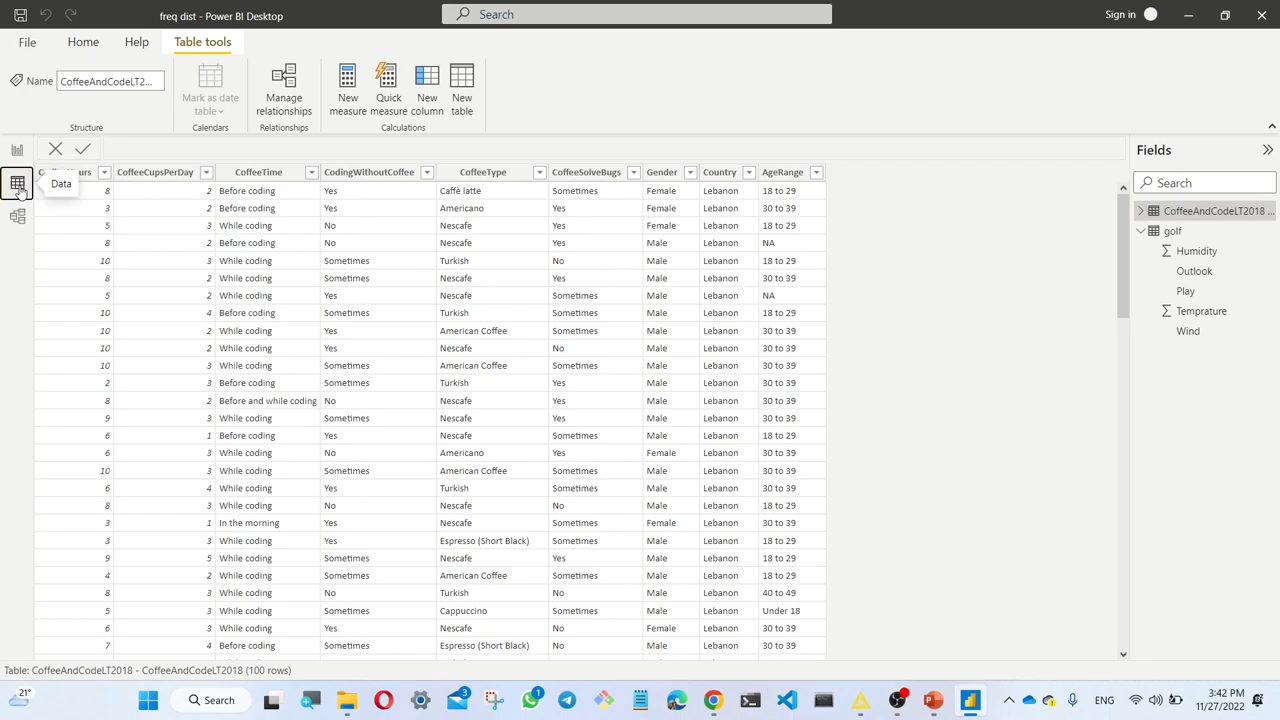 freq dist - Power BI Desktop
Search
Sign in
File
Home
Help
Table tools
Name
CoffeeAndCodeLT2...
Mark as date
table
Manage
relationships
New
measure
Quick
measure
New
column
New
table
Structure
Calendars
Relationships
Calculations
Data
CoffeeCupsPerDay CoffeeTime CodingWithoutCoffee CoffeeType CoffeeSolveBugs Gender Country AgeRange
8 2 Before coding Yes Caffè latte Sometimes Female Lebanon 18 to 29
3 2 Before coding Yes Americano Yes Female Lebanon 30 to 39
5 3 While coding No Nescafe Yes Female Lebanon 18 to 29
8 2 Before coding No Nescafe Yes Male Lebanon NA
10 3 While coding Sometimes Turkish No Male Lebanon 18 to 29
8 2 While coding Sometimes Nescafe Yes Male Lebanon 30 to 39
5 2 While coding Yes Nescafe Sometimes Male Lebanon NA
10 4 Before coding Sometimes Turkish Sometimes Male Lebanon 18 to 29
10 2 While coding Yes American Coffee Sometimes Male Lebanon 30 to 39
10 2 While coding Yes Nescafe No Male Lebanon 30 to 39
10 3 While coding Sometimes American Coffee Sometimes Male Lebanon 30 to 39
2 3 Before coding Sometimes Turkish Yes Male Lebanon 30 to 39
8 2 Before and while coding No Nescafe Yes Male Lebanon 30 to 39
9 3 While coding Sometimes Nescafe Yes Male Lebanon 30 to 39
6 1 Before coding Yes Nescafe Sometimes Male Lebanon 18 to 29
6 3 While coding No Americano Yes Female Lebanon 30 to 39
10 3 While coding Sometimes American Coffee Sometimes Male Lebanon 30 to 39
6 4 While coding Yes Turkish Sometimes Male Lebanon 30 to 39
8 3 While coding No Nescafe No Male Lebanon 18 to 29
3 1 In the morning Yes Nescafe Sometimes Female Lebanon 30 to 39
3 3 While coding Yes Espresso (Short Black) Sometimes Male Lebanon 18 to 29
9 5 While coding Sometimes Nescafe Yes Male Lebanon 18 to 29
4 2 While coding Sometimes American Coffee Sometimes Male Lebanon 18 to 29
8 3 While coding No Turkish No Male Lebanon 40 to 49
5 3 While coding Sometimes Cappuccino Sometimes Male Lebanon Under 18
6 3 While coding Yes Nescafe No Female Lebanon 30 to 39
7 4 Before coding Sometimes Espresso (Short Black) No Male Lebanon 30 to 39
Fields
Search
CoffeeAndCodeLT2018 ...
golf
Humidity
Outlook
Play
Temprature
Wind
Table: CoffeeAndCodeLT2018 - CoffeeAndCodeLT2018 (100 rows)
21°
Search
3
1
ENG
3:42 PM
11/27/2022